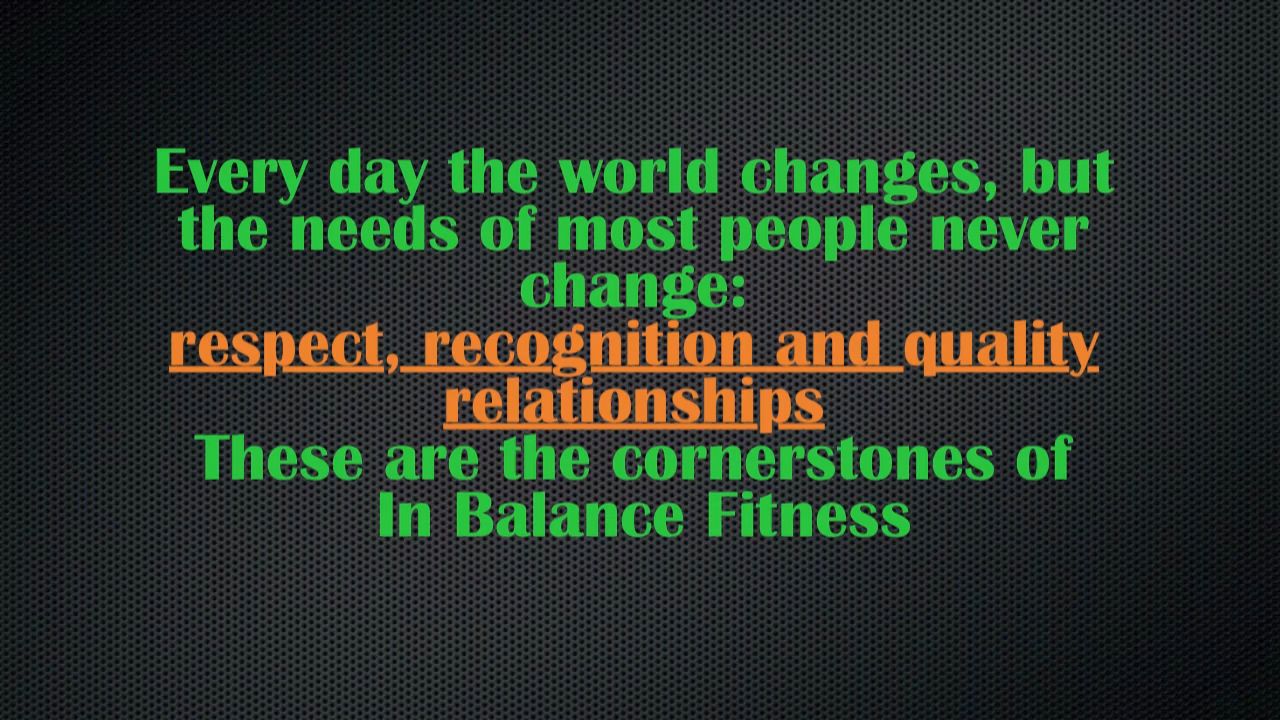 Every day the world changes, but
the needs of most people never
change:
respect, recognition and quality
relationships
These are the cornerstones of
In Balance Fitness